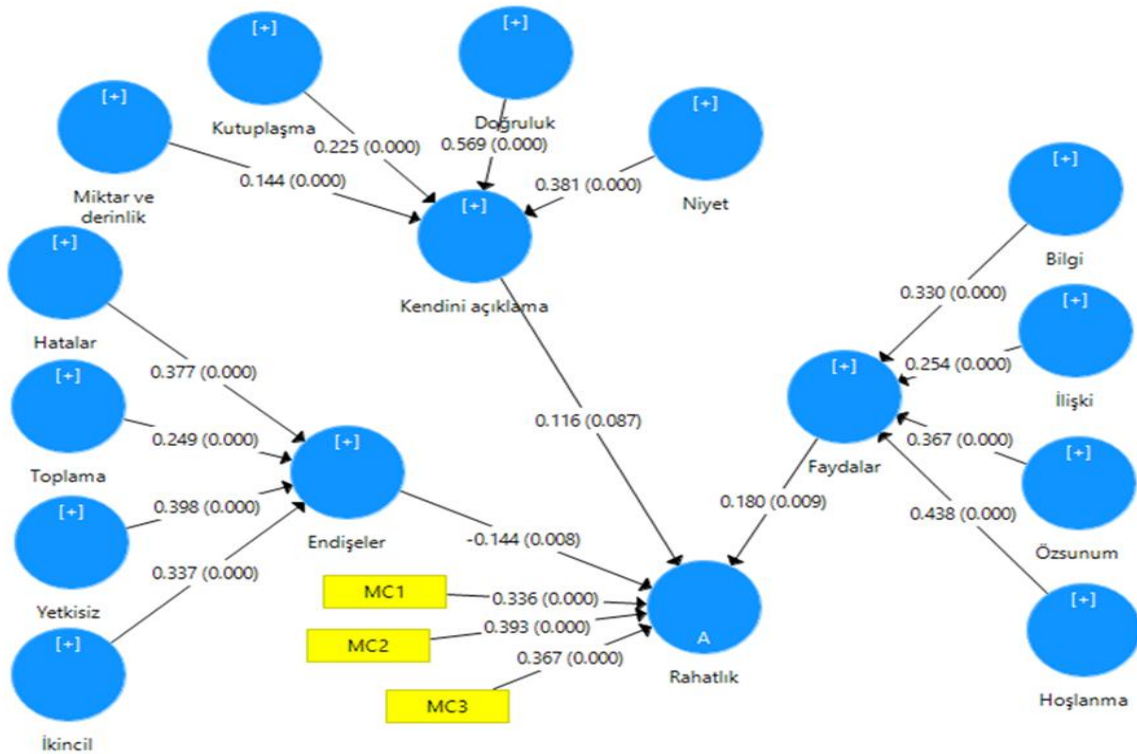 [+]
Kutuplaşma
[+]
Doğruluk
[+]
Miktar ve
derinlik
[+]
Niyet
0.225 (0.000)
0.569 (0.000)
0.144 (0.000)
0.381 (0.000)
[+]
Kendini açıklama
[+]
Bilgi
[+]
Hatalar
0.330 (0.000)
[+]
İlişki
0.377 (0.000)
0.254 (0.000)
[+]
Toplama
0.249 (0.000)
[+]
Faydalar
0.116 (0.087)
0.367 (0.000)
[+]
Özsunum
[+]
Endişeler
0.398 (0.000)
[+]
Yetkisiz
0.180 (0.009)
0.438 (0.000)
-0.144 (0.008)
0.337 (0.000)
MC1
0.336 (0.000)
MC2
0.393 (0.000)
MC3
0.367 (0.000)
A
Rahatlık
[+]
Hoşlanma
[+]
İkincil